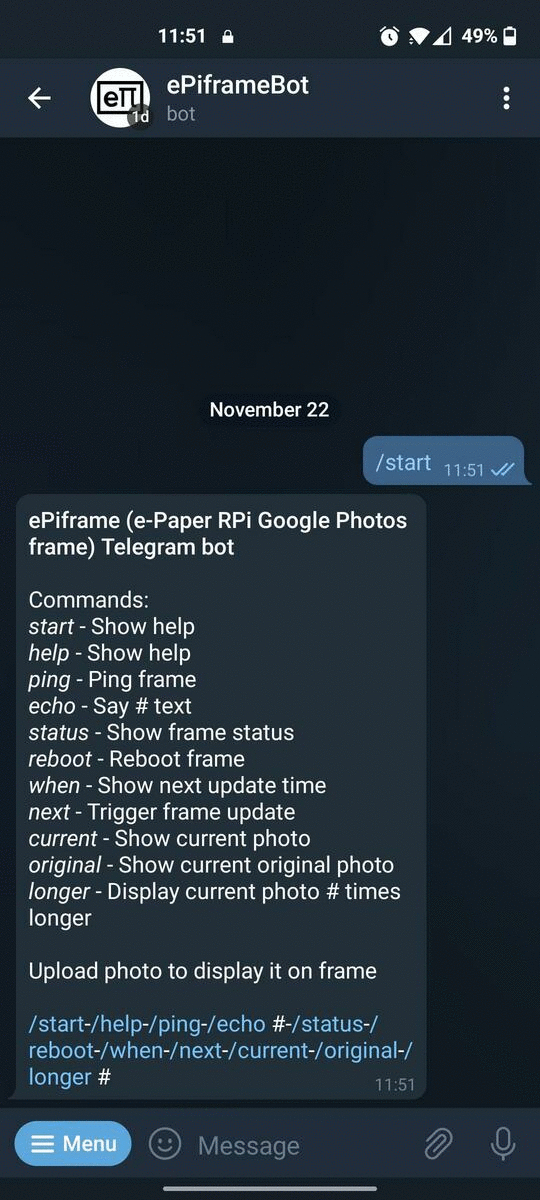 11:51 49%
ePiframeBot
eπ
1d
bot
November 22
/start 11:51
ePiframe (e-Paper RPi Google Photos
frame) Telegram bot
Commands:
start - Show help
help - Show help
ping - Ping frame
echo - Say # text
status - Show frame status
reboot - Reboot frame
when - Show next update time
next - Trigger frame update
current - Show current photo
original - Show current original photo
longer - Display current photo # times
longer
Upload photo to display it on frame
/start-/help-/ping-/echo #-/status-/
reboot-/when-/next-/current-/original-/
longer #
11:51
Menu Message